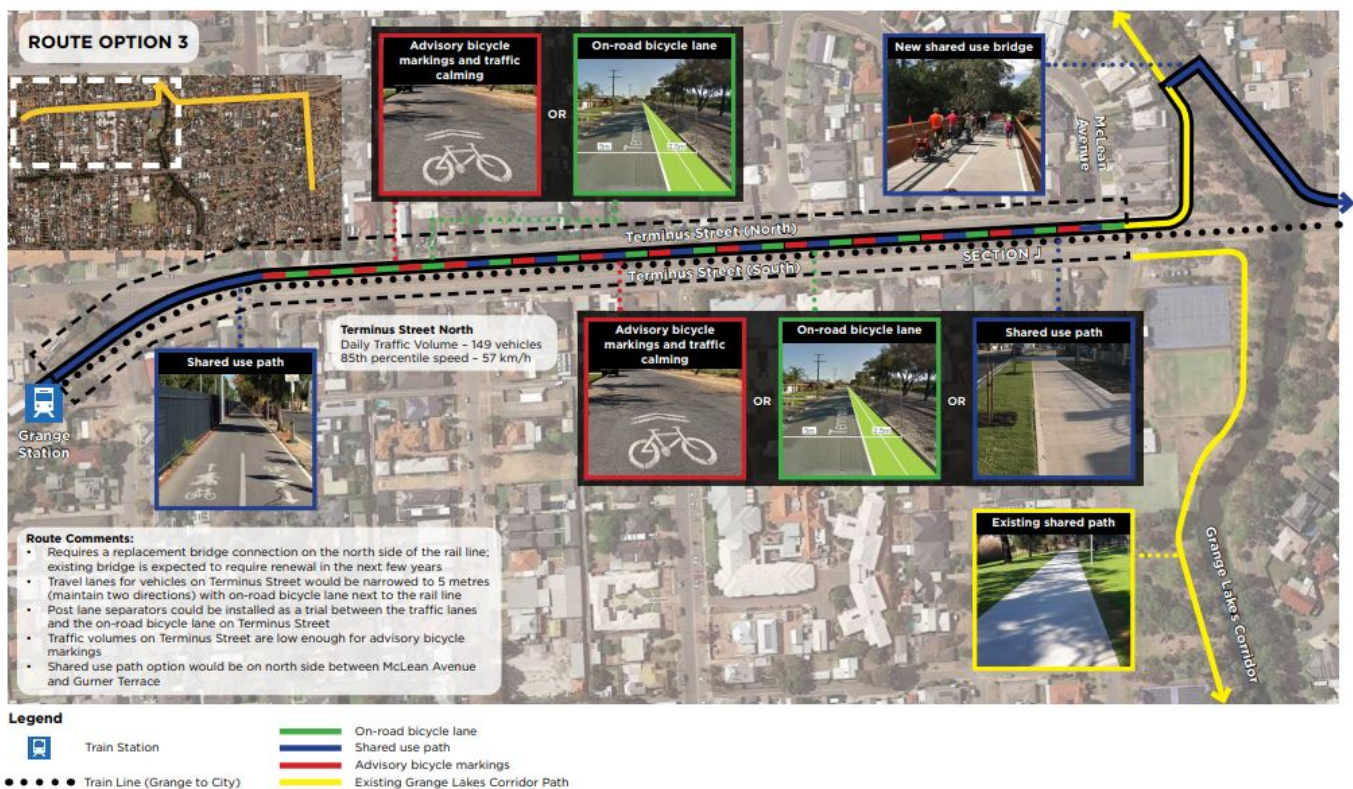 ROUTE OPTION 3
Advisory bicycle
markings and traffic
calming
OR
On-road bicycle lane
3m
2.5m
New shared use bridge
McLean
Avenue
Terminus Street (North)
Terminus Street (South)
SECTION J
Terminus Street North
Daily Traffic Volume – 149 vehicles
85th percentile speed – 57 km/h
Shared use path
Grange
Station
Advisory bicycle
markings and traffic
calming
OR
On-road bicycle lane
3m
2.5m
OR
Shared use path
Existing shared path
Grange Lakes Corridor
Route Comments:
• Requires a replacement bridge connection on the north side of the rail line;
existing bridge is expected to require renewal in the next few years
• Travel lanes for vehicles on Terminus Street would be narrowed to 5 metres
(maintain two directions) with on-road bicycle lane next to the rail line
• Post lane separators could be installed as a trial between the traffic lanes
and the on-road bicycle lane on Terminus Street
• Traffic volumes on Terminus Street are low enough for advisory bicycle
markings
• Shared use path option would be on north side between McLean Avenue
and Gurner Terrace
Legend
Train Station
Train Line (Grange to City)
On-road bicycle lane
Shared use path
Advisory bicycle markings
Existing Grange Lakes Corridor Path